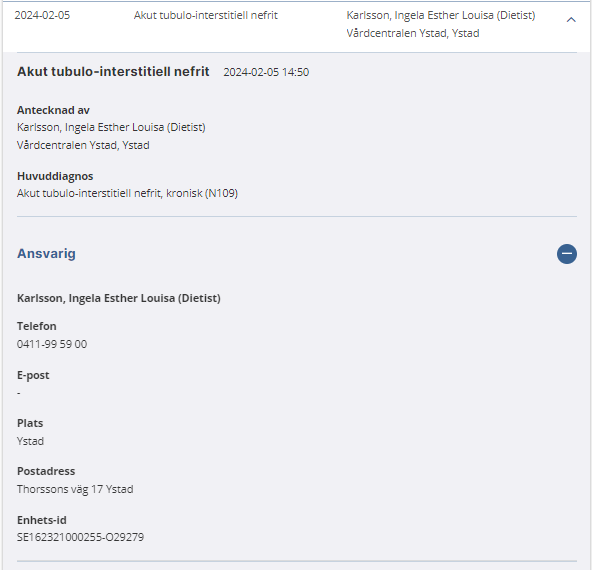 2024-02-05 Akut tubulo-interstitiell nefrit Karlsson, Ingela Esther Louisa (Dietist)
Vårdcentralen Ystad, Ystad
Akut tubulo-interstitiell nefrit 2024-02-05 14:50
Antecknad av
Karlsson, Ingela Esther Louisa (Dietist)
Vårdcentralen Ystad, Ystad
Huvuddiagnos
Akut tubulo-interstitiell nefrit, kronisk (N109)
Ansvarig
Karlsson, Ingela Esther Louisa (Dietist)
Telefon
0411-99 59 00
E-post
-
Plats
Ystad
Postadress
Thorssons väg 17 Ystad
Enhets-id
SE162321000255-O29279